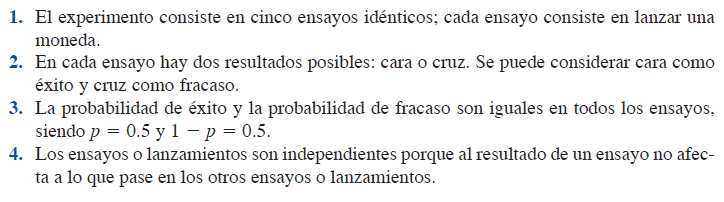 1. El experimento consiste en cinco ensayos idénticos; cada ensayo consiste en lanzar una
moneda.
2. En cada ensayo hay dos resultados posibles: cara o cruz. Se puede considerar cara como
éxito y cruz como fracaso.
3. La probabilidad de éxito y la probabilidad de fracaso son iguales en todos los ensayos,
siendo p = 0.5 y 1 − p = 0.5.
4. Los ensayos o lanzamientos son independientes porque al resultado de un ensayo no afec-
ta a lo que pase en los otros ensayos o lanzamientos.